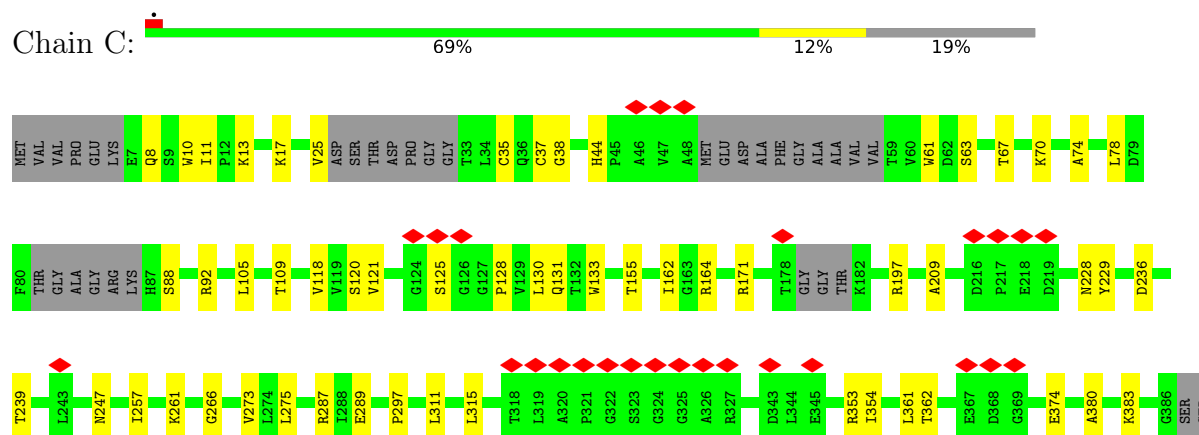 Chain C:
69% 12% 19%
MET VAL VAL PRO GLU LYS E7 Q8 S9 W10 I11 P12 K13 K17 V25 ASP SER THR ASP PRO GLY GLY T33 L34 C35 Q36 C37 G38 H44 P45 A46 V47 A48 MET GLU ASP ALA PHE GLY ALA ALA VAL VAL T59 V60 W61 D62 S63 T67 K70 A74 L78 D79
F80 THR GLY ALA GLY ARG LYS H87 S88 R92 L105 T109 V118 V119 S120 V121 G124 S125 G126 G127 P128 V129 L130 Q131 T132 W133 T155 I162 G163 R164 R171 T178 GLY GLY THR K182 R197 A209 D216 P217 E218 D219 N228 Y229 D236
T239 L243 N247 I257 K261 G266 V273 L274 L275 R287 I288 E289 P297 L311 L315 T318 L319 A320 P321 G322 S323 G324 G325 A326 R327 D343 L344 E345 R353 I354 L361 T362 E367 D368 G369 E374 A380 K383 G386 SER